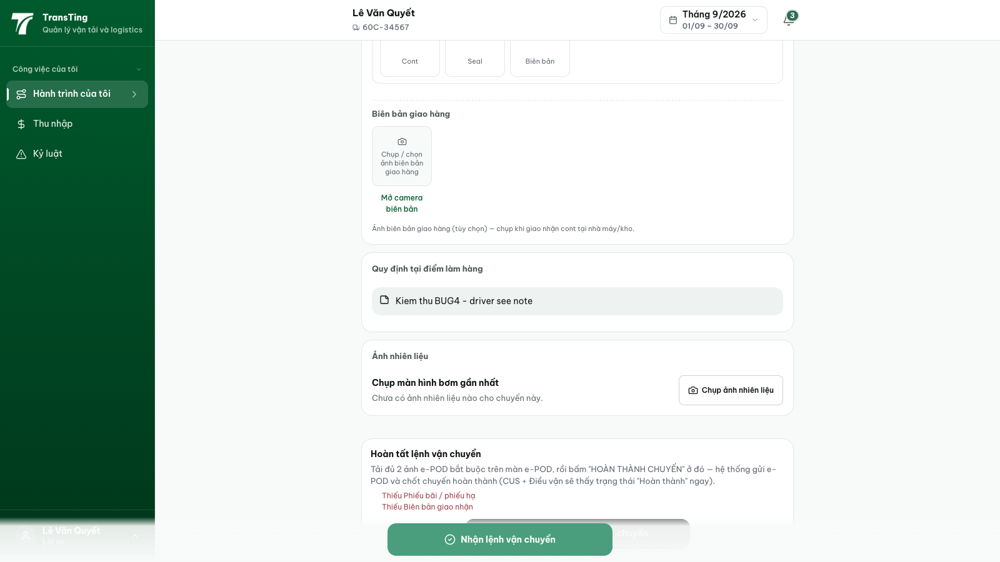 TransTing
Quản lý vận tải và logistics
Lê Văn Quyết
60C-34567
Tháng 9/2026
01/09 – 30/09
3
Công việc của tôi
Hành trình của tôi
Thu nhập
Kỷ luật
Cont
Seal
Biên bản
Biên bản giao hàng
Chụp / chọn
ảnh biên bản
giao hàng
Mở camera
biên bản
Ảnh biên bản giao hàng (tùy chọn) — chụp khi giao nhận cont tại nhà máy/kho.
Quy định tại điểm làm hàng
Kiem thu BUG4 - driver see note
Ảnh nhiên liệu
Chụp màn hình bơm gần nhất
Chưa có ảnh nhiên liệu nào cho chuyến này.
Chụp ảnh nhiên liệu
Hoàn tất lệnh vận chuyển
Tải đủ 2 ảnh e-POD bắt buộc trên màn e-POD, rồi bấm "HOÀN THÀNH CHUYẾN" ở đó — hệ thống gửi e-
POD và chốt chuyến hoàn thành (CUS + Điều vận sẽ thấy trạng thái "Hoàn thành" ngay).
Thiếu Phiếu bãi / phiếu hạ
Thiếu Biên bản giao nhận
chuyển
Nhận lệnh vận chuyển
Lê Văn Quyết
Lái xe